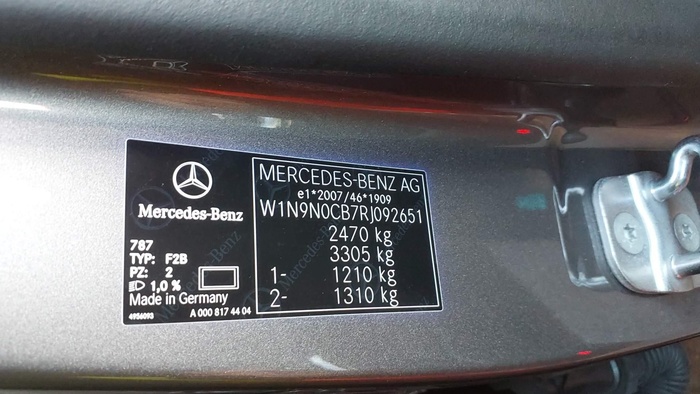 Mercedes-Benz
787
TYP: F2B
PZ: 2
1,0 %
Made in Germany
4956093
A 000 817 44 04
MERCEDES-BENZ AG
e1*2007/46*1909
W1N9N0CB7RJ092651
2470 kg
3305 kg
1- 1210 kg
2- 1310 kg